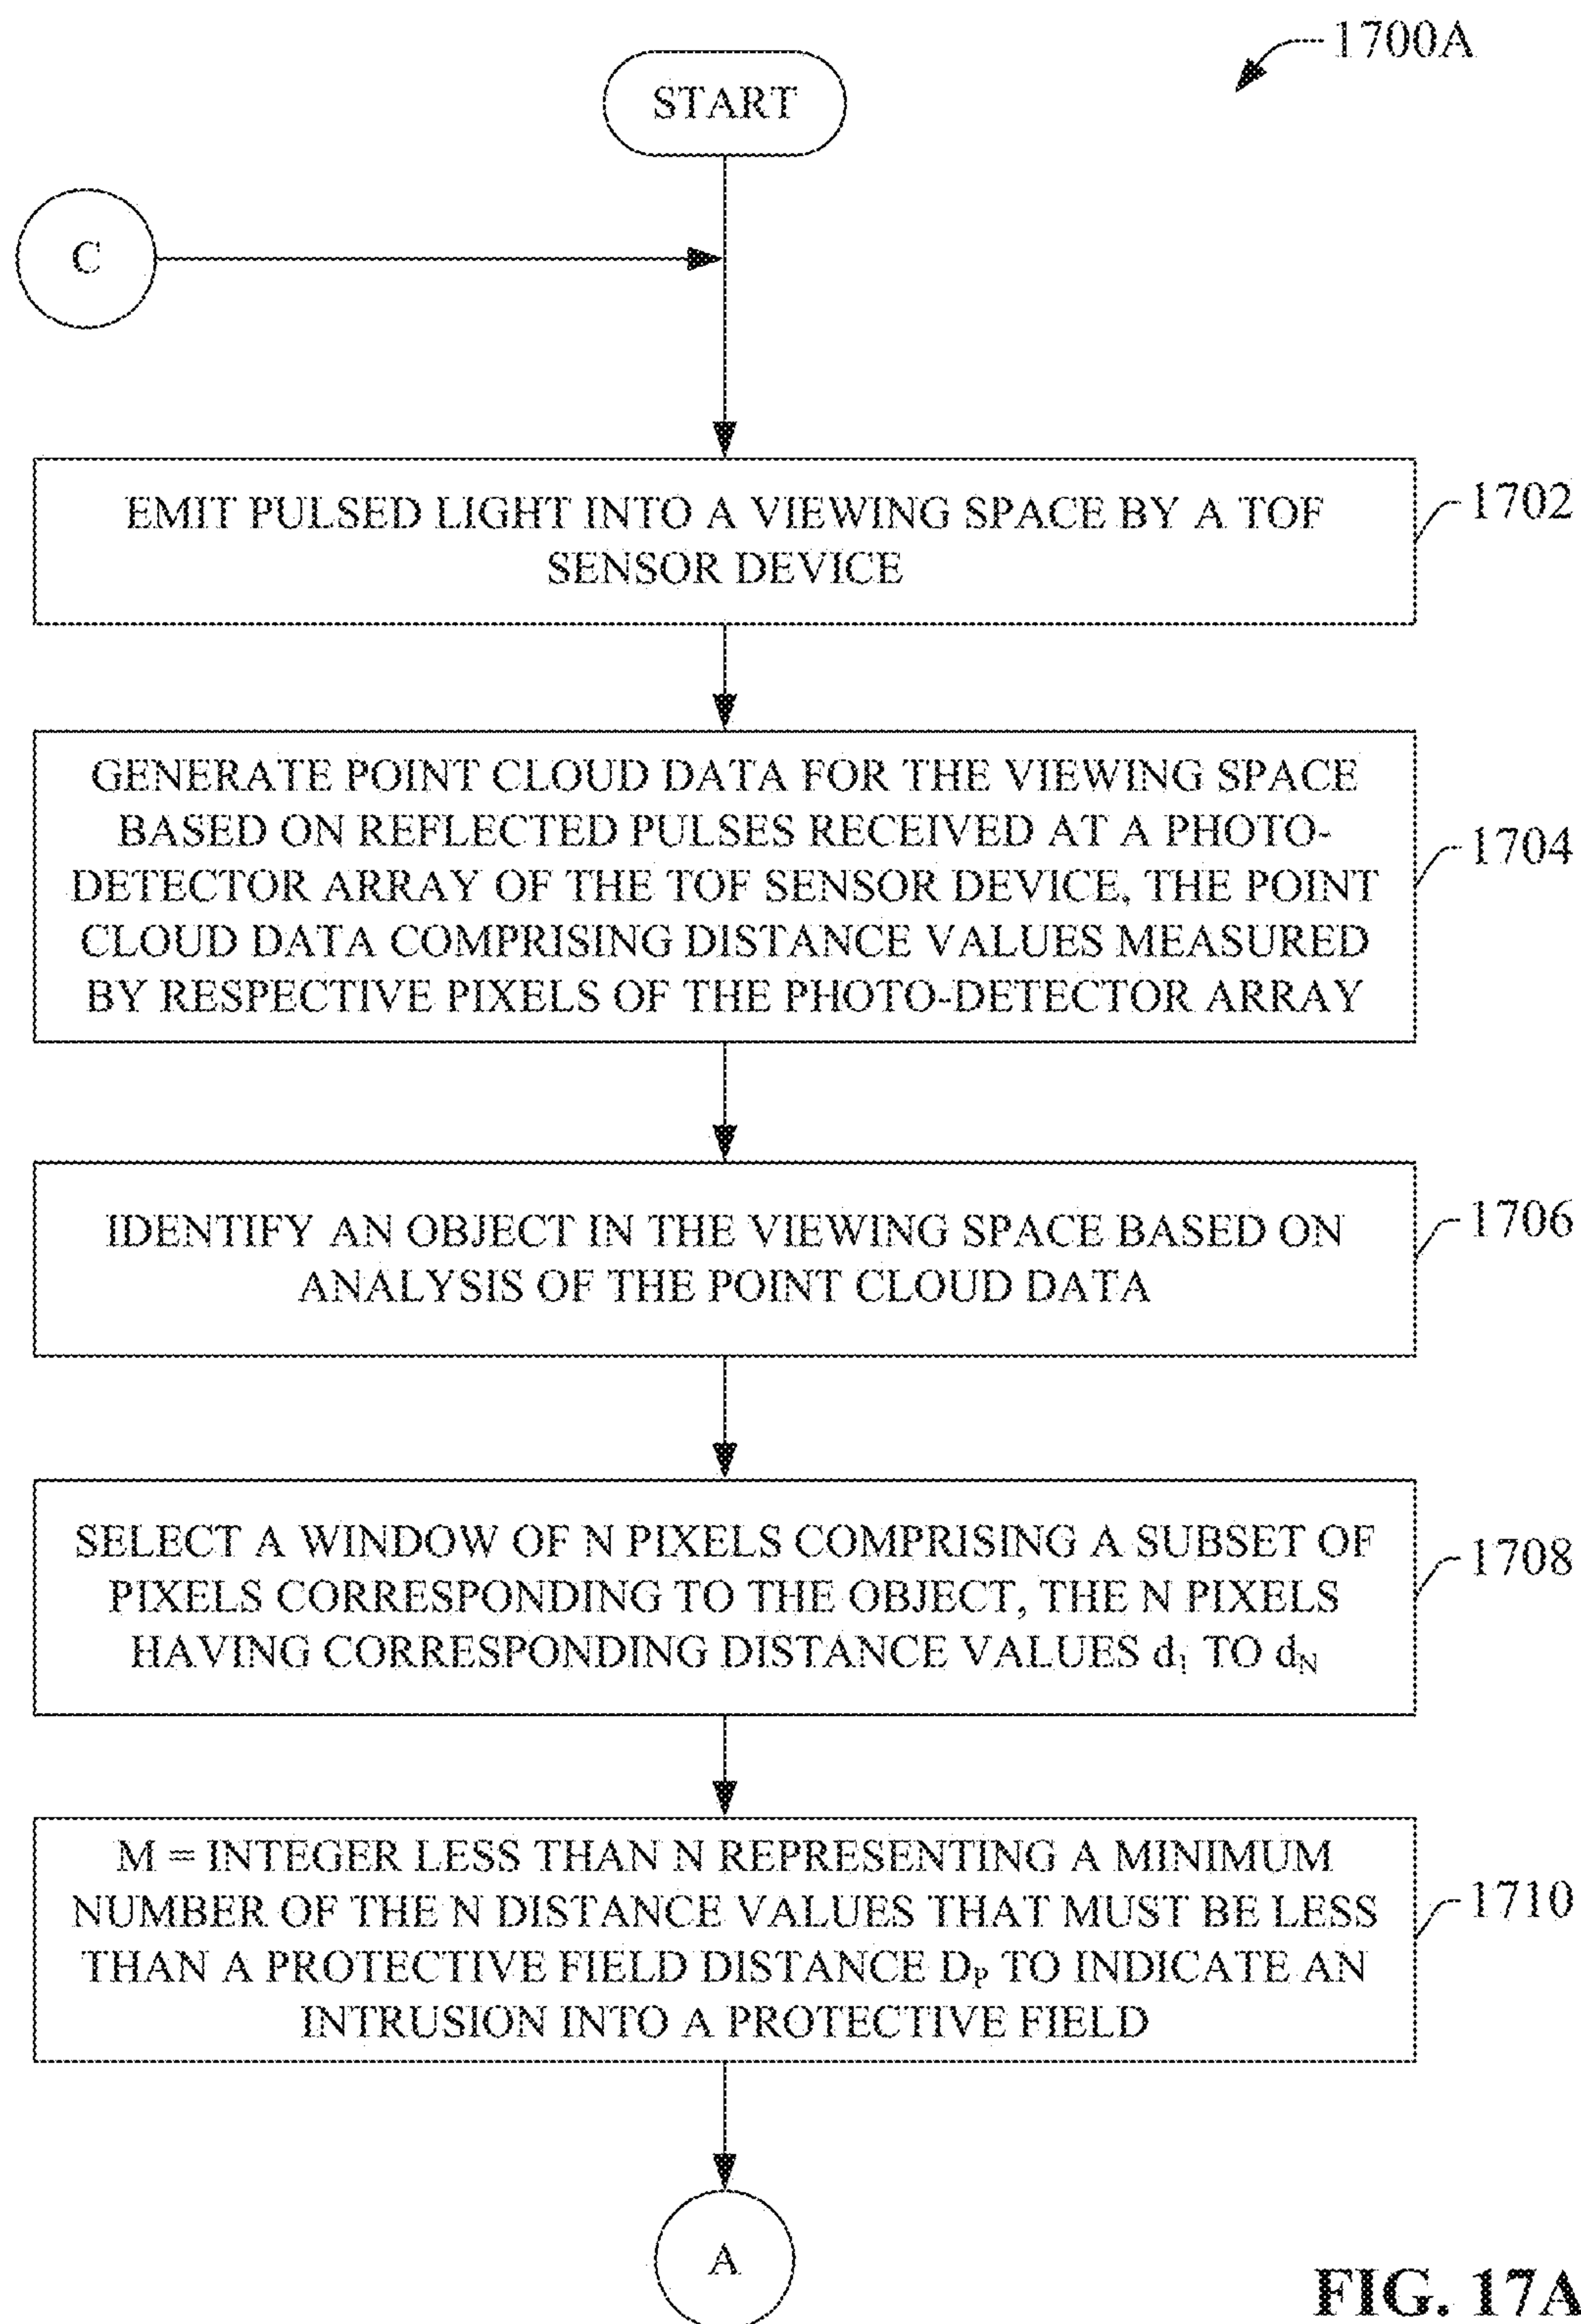 1700A
START
C
EMIT PULSED LIGHT INTO A VIEWING SPACE BY A TOF
SENSOR DEVICE
1702
GENERATE POINT CLOUD DATA FOR THE VIEWING SPACE
BASED ON REFLECTED PULSES RECEIVED AT A PHOTO-
DETECTOR ARRAY OF THE TOF SENSOR DEVICE, THE POINT
CLOUD DATA COMPRISING DISTANCE VALUES MEASURED
BY RESPECTIVE PIXELS OF THE PHOTO-DETECTOR ARRAY
1704
IDENTIFY AN OBJECT IN THE VIEWING SPACE BASED ON
ANALYSIS OF THE POINT CLOUD DATA
1706
SELECT A WINDOW OF N PIXELS COMPRISING A SUBSET OF
PIXELS CORRESPONDING TO THE OBJECT, THE N PIXELS
HAVING CORRESPONDING DISTANCE VALUES d₁ TO d_N
1708
M = INTEGER LESS THAN N REPRESENTING A MINIMUM
NUMBER OF THE N DISTANCE VALUES THAT MUST BE LESS
THAN A PROTECTIVE FIELD DISTANCE D_P TO INDICATE AN
INTRUSION INTO A PROTECTIVE FIELD
1710
A
FIG. 17A